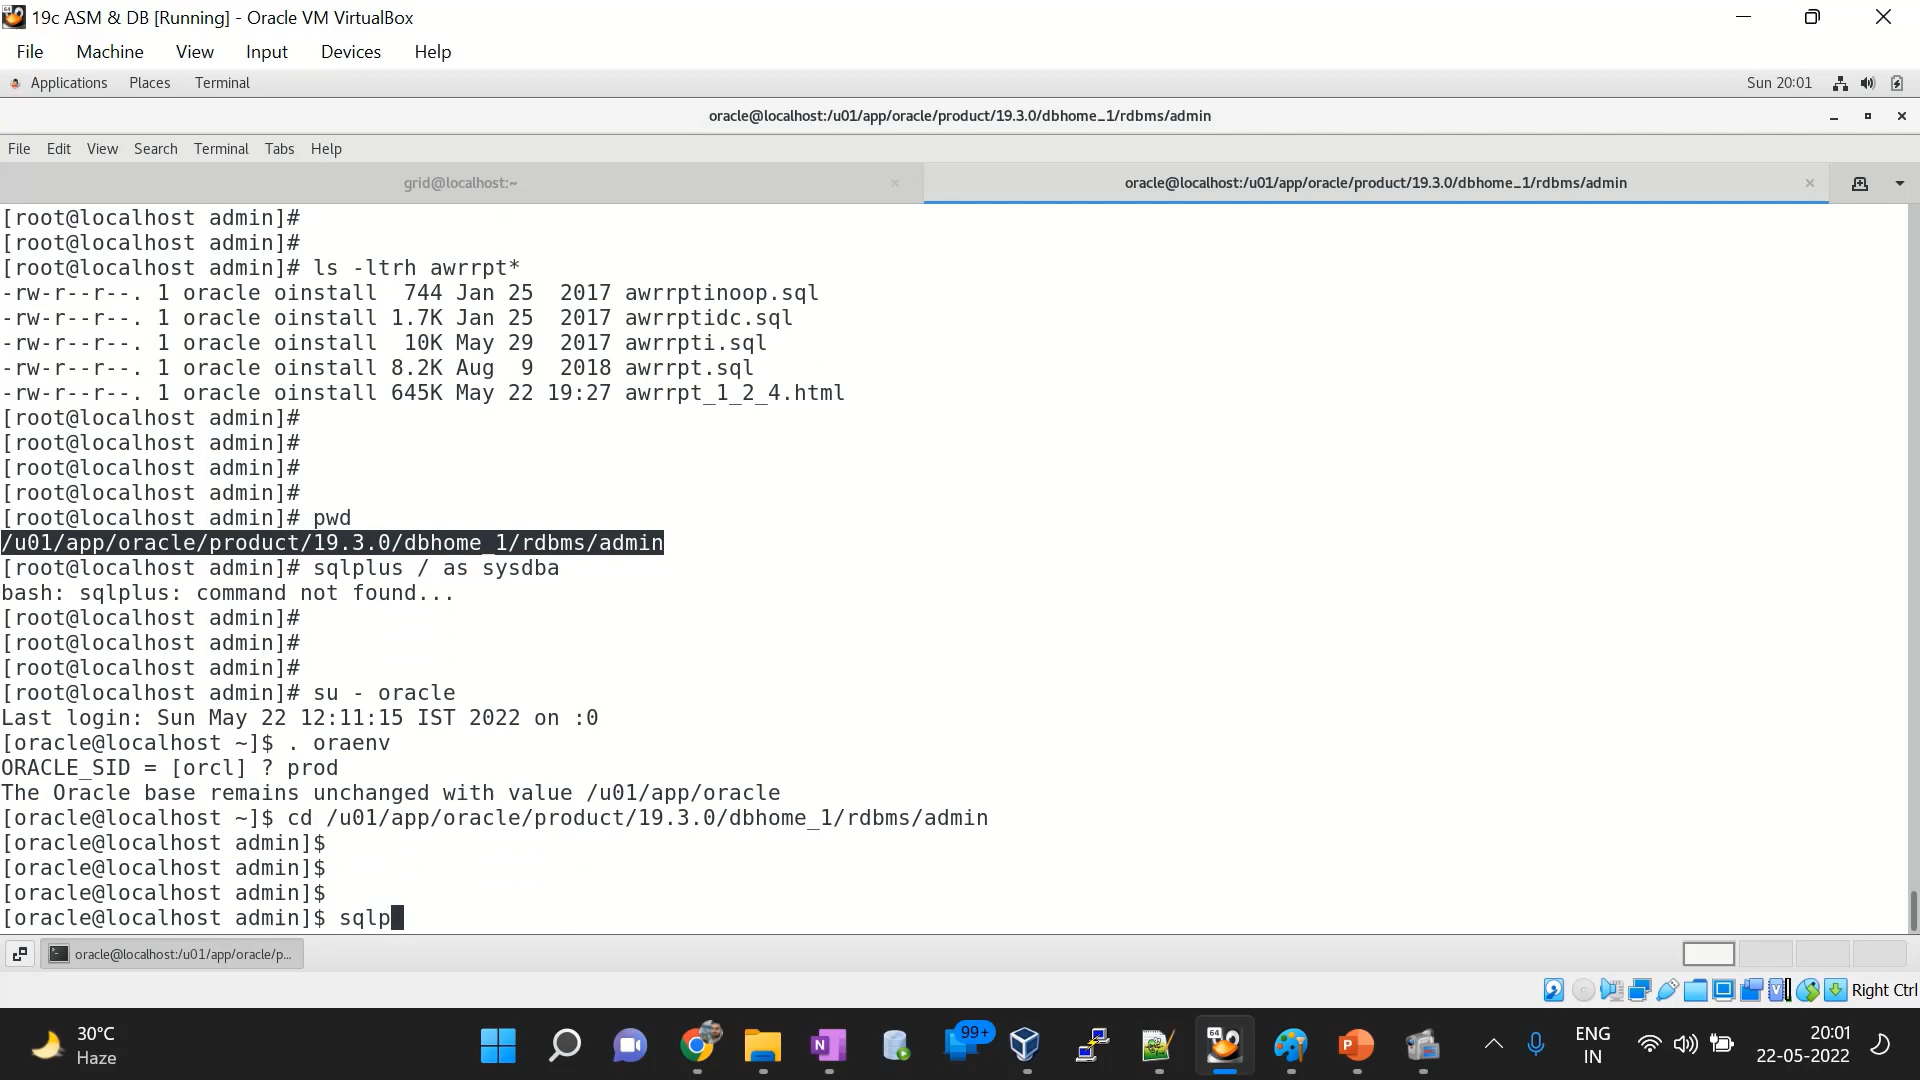 19c ASM & DB [Running] - Oracle VM VirtualBox
File Machine View Input Devices Help
Applications Places Terminal Sun 20:01
oracle@localhost:/u01/app/oracle/product/19.3.0/dbhome_1/rdbms/admin
File Edit View Search Terminal Tabs Help
grid@localhost:~ oracle@localhost:/u01/app/oracle/product/19.3.0/dbhome_1/rdbms/admin
[root@localhost admin]#
[root@localhost admin]#
[root@localhost admin]# ls -ltrh awrrpt*
-rw-r--r--. 1 oracle oinstall  744 Jan 25  2017 awrrptinoop.sql
-rw-r--r--. 1 oracle oinstall 1.7K Jan 25  2017 awrrptidc.sql
-rw-r--r--. 1 oracle oinstall  10K May 29  2017 awrrpti.sql
-rw-r--r--. 1 oracle oinstall 8.2K Aug  9  2018 awrrpt.sql
-rw-r--r--. 1 oracle oinstall 645K May 22 19:27 awrrpt_1_2_4.html
[root@localhost admin]#
[root@localhost admin]#
[root@localhost admin]#
[root@localhost admin]#
[root@localhost admin]# pwd
/u01/app/oracle/product/19.3.0/dbhome_1/rdbms/admin
[root@localhost admin]# sqlplus / as sysdba
bash: sqlplus: command not found...
[root@localhost admin]#
[root@localhost admin]#
[root@localhost admin]#
[root@localhost admin]# su - oracle
Last login: Sun May 22 12:11:15 IST 2022 on :0
[oracle@localhost ~]$ . oraenv
ORACLE_SID = [orcl] ? prod
The Oracle base remains unchanged with value /u01/app/oracle
[oracle@localhost ~]$ cd /u01/app/oracle/product/19.3.0/dbhome_1/rdbms/admin
[oracle@localhost admin]$
[oracle@localhost admin]$
[oracle@localhost admin]$
[oracle@localhost admin]$ sqlp
oracle@localhost:/u01/app/oracle/p...
Right Ctrl
30°C
Haze
99+
N
64
P
ENG
IN
20:01
22-05-2022